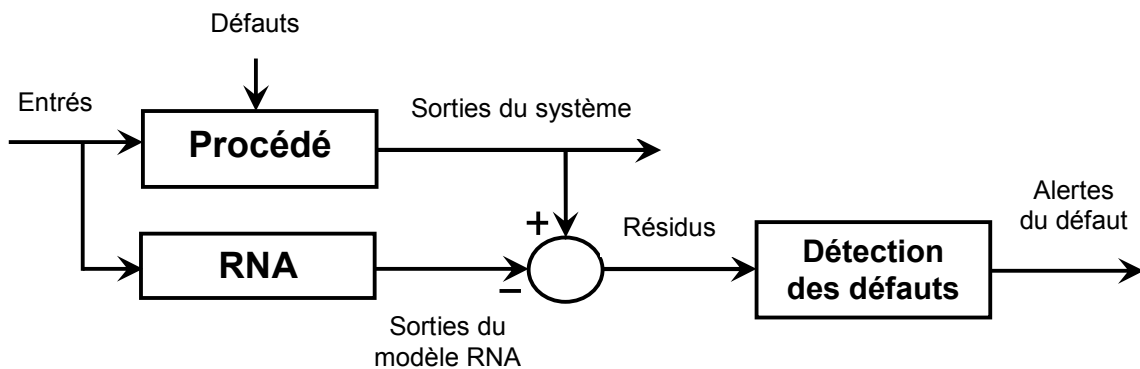 Défauts
Entrés
Procédé
Sorties du système
+
Résidus
Alertes
du défaut
RNA
−
Détection
des défauts
Sorties du
modèle RNA